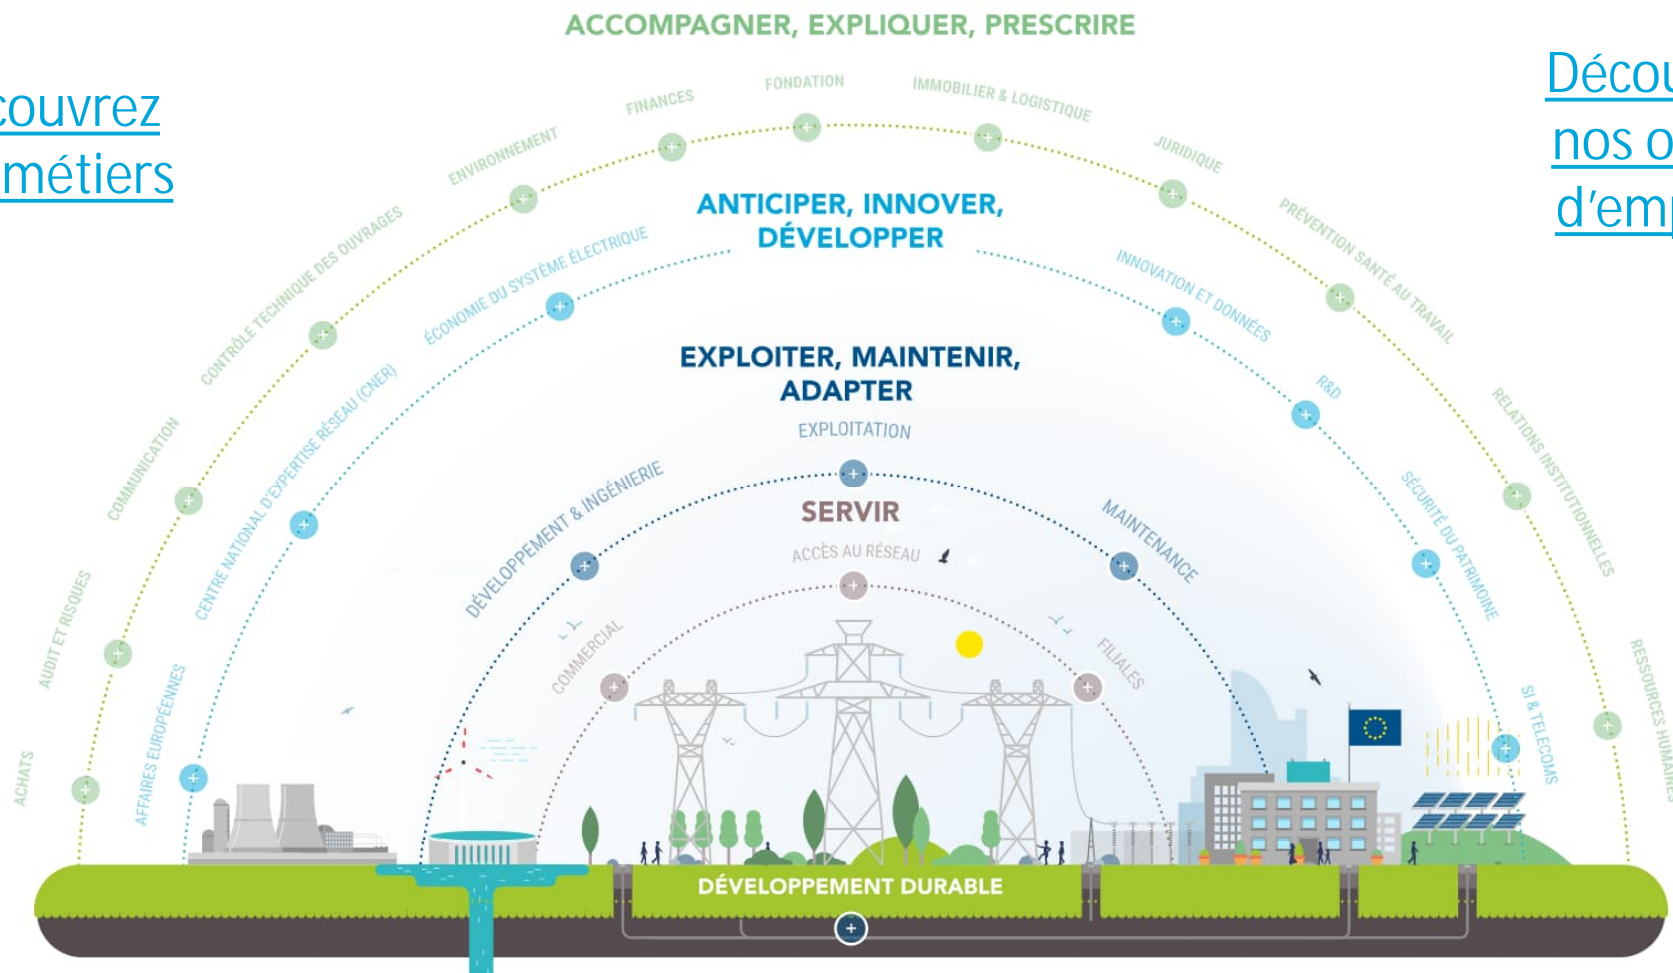 ACCOMPAGNER, EXPLIQUER, PRESCRIRE
couvrez
métiers
nos
ACHATS
AUDIT ET RISQUES
COMMUNICATION
CONTRÔLE TECHNIQUE DES OUVRAGES
ENVIRONNEMENT
FINANCES
FONDATION
IMMOBILIER & LOGISTIQUE
JURIDIQUE
PRÉVENTION SANTÉ AU TRAVAIL
RELATIONS INSTITUTIONNELLES
RESSOURCES HUMAINES
ANTICIPER, INNOVER,
DÉVELOPPER
AFFAIRES EUROPÉENNES
CENTRE NATIONAL D'EXPERTISE RÉSEAU (CNER)
ÉCONOMIE DU SYSTÈME ÉLECTRIQUE
INNOVATION ET DONNÉES
R&D
SÉCURITÉ DU PATRIMOINE
SI & TELECOMS
EXPLOITER, MAINTENIR,
ADAPTER
DÉVELOPPEMENT & INGÉNIERIE
EXPLOITATION
MAINTENANCE
SERVIR
COMMERCIAL
ACCÈS AU RÉSEAU
FILIALES
DÉVELOPPEMENT DURABLE